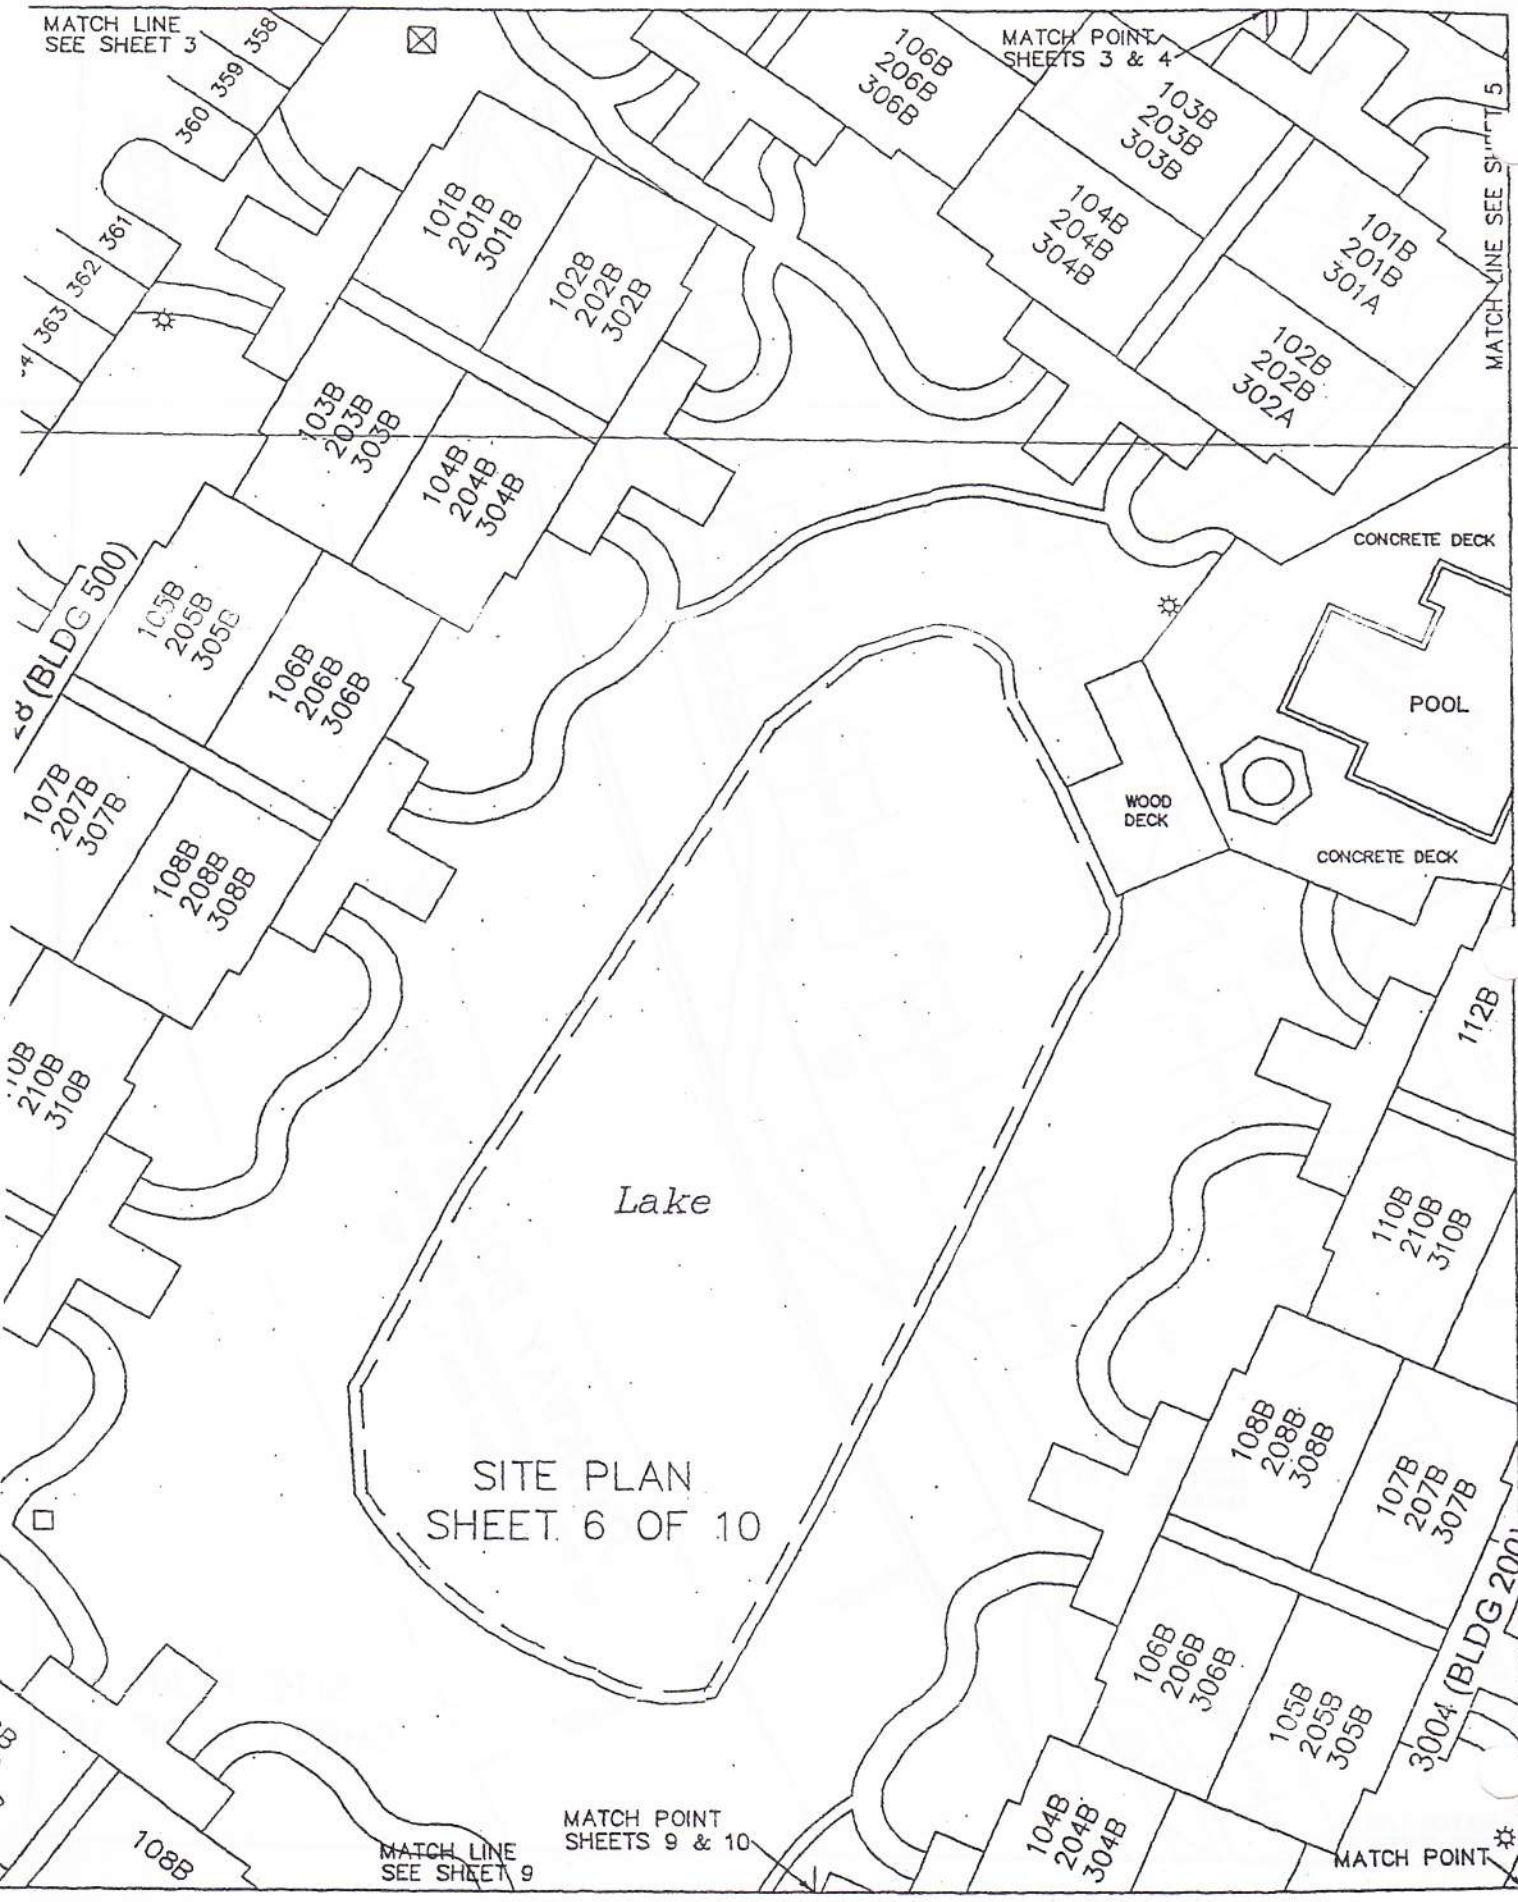 MATCH LINE
SEE SHEET 3
358
359
360
361
362
363
106B
206B
306B
MATCH POINT
SHEETS 3 & 4
103B
203B
303B
104B
204B
304B
101B
201B
301A
102B
202B
302A
MATCH LINE SEE SHEET 5
101B
201B
301B
102B
202B
302B
103B
203B
303B
104B
204B
304B
(BLDG 500)
105B
205B
305B
106B
206B
306B
107B
207B
307B
108B
208B
308B
210B
310B
CONCRETE DECK
POOL
WOOD
DECK
CONCRETE DECK
112B
110B
210B
310B
Lake
108B
208B
308B
107B
207B
307B
SITE PLAN
SHEET 6 OF 10
106B
206B
306B
105B
205B
305B
3004 (BLDG 200)
104B
204B
304B
108B
MATCH LINE
SEE SHEET 9
MATCH POINT
SHEETS 9 & 10
MATCH POINT